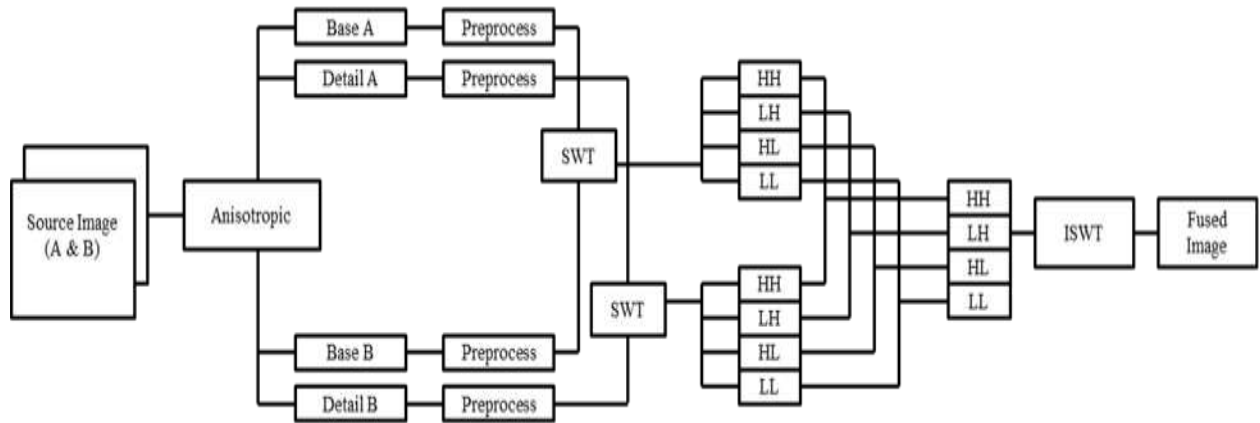 Source Image
(A & B)
Anisotropic
Base A
Preprocess
Detail A
Preprocess
Base B
Preprocess
Detail B
Preprocess
SWT
SWT
HH
LH
HL
LL
HH
LH
HL
LL
HH
LH
HL
LL
ISWT
Fused
Image